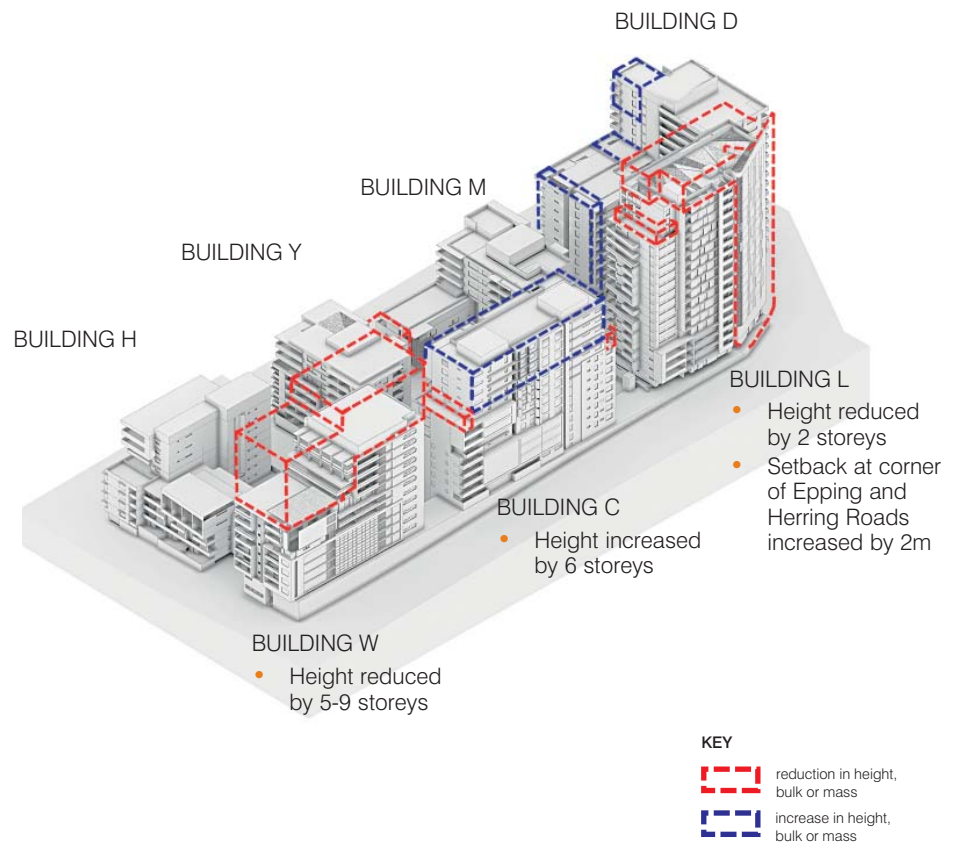 BUILDING D
BUILDING M
BUILDING Y
BUILDING H
BUILDING L
• Height reduced
by 2 storeys
• Setback at corner
of Epping and
Herring Roads
increased by 2m
BUILDING C
• Height increased
by 6 storeys
BUILDING W
• Height reduced
by 5-9 storeys
KEY
reduction in height,
bulk or mass
increase in height,
bulk or mass